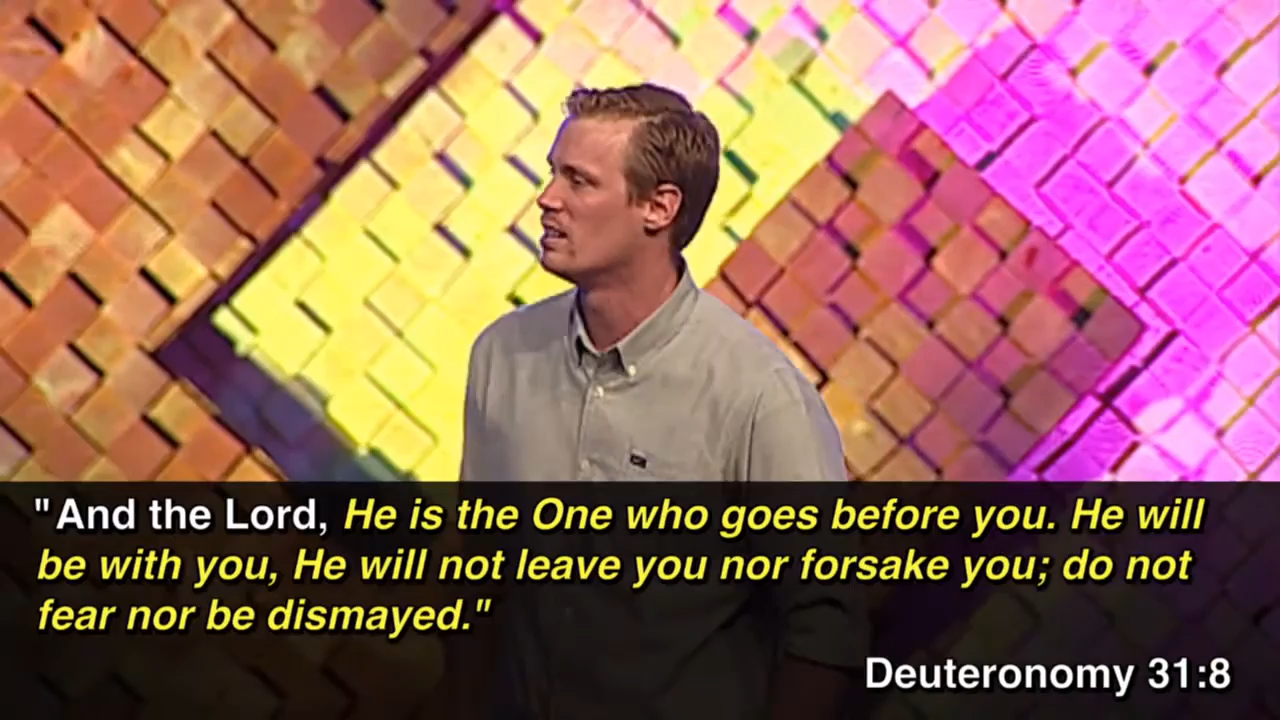 "And the Lord, He is the One who goes before you. He will
be with you, He will not leave you nor forsake you; do not
fear nor be dismayed."
Deuteronomy 31:8